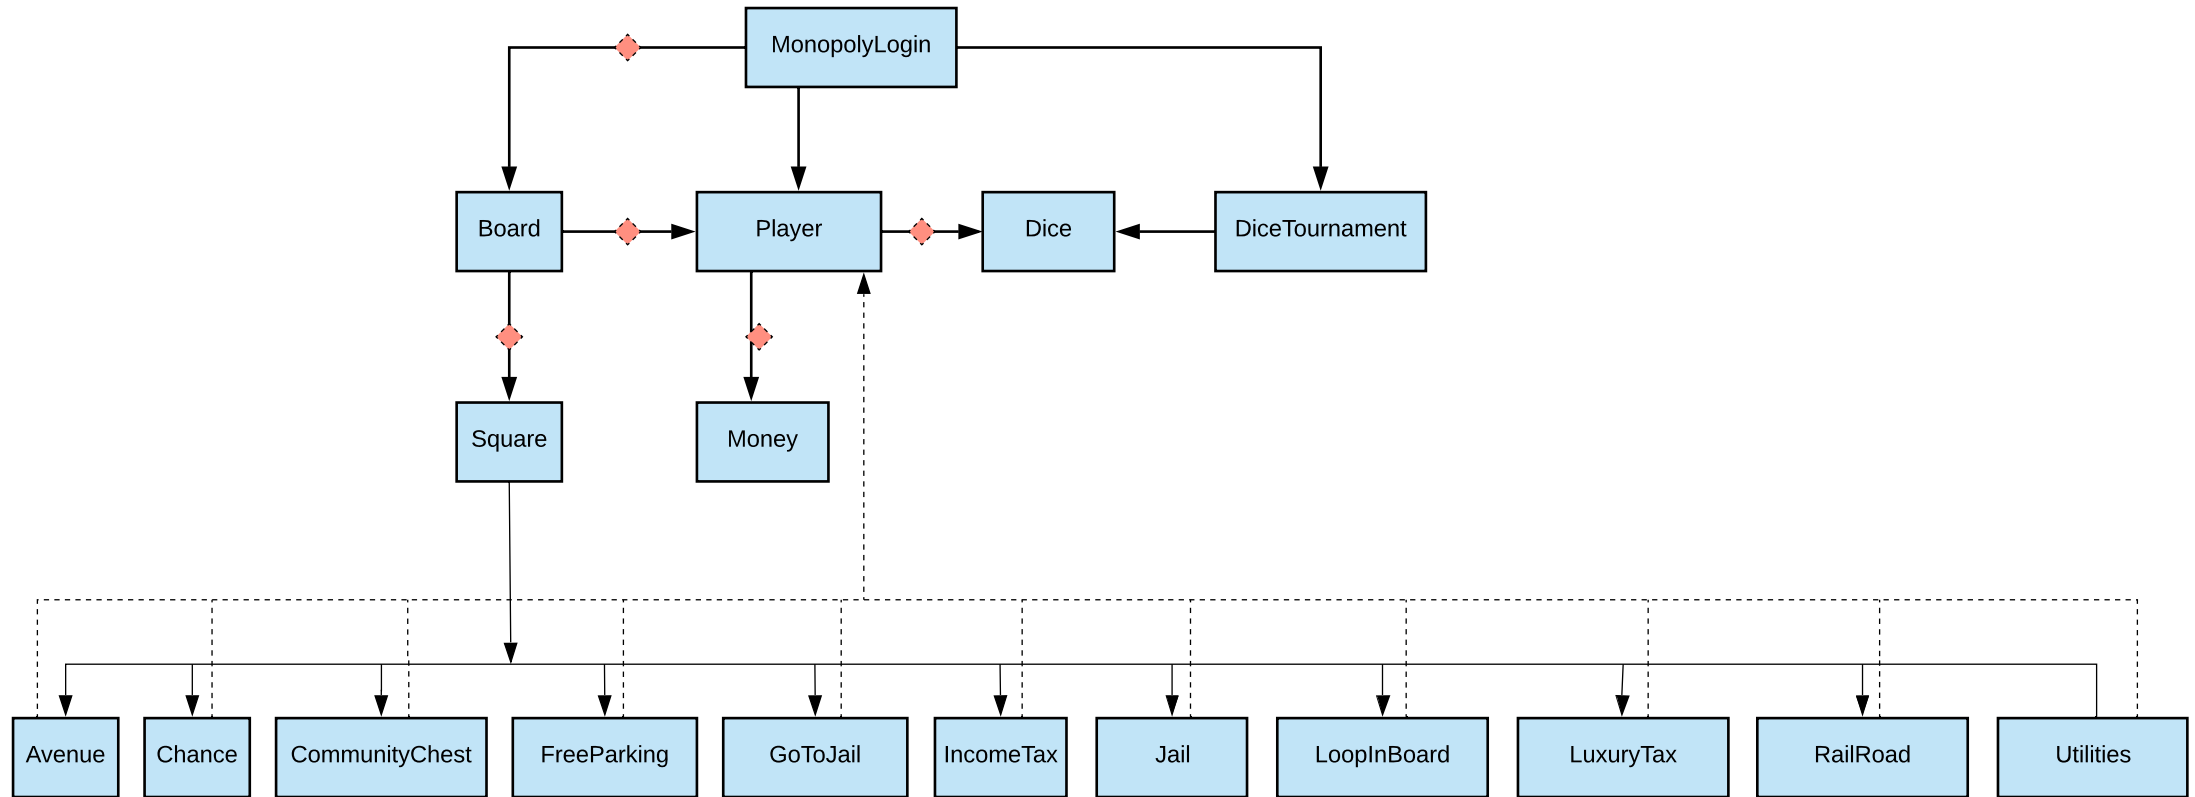 MonopolyLogin
Board
Player
Dice
DiceTournament
Square
Money
Avenue
Chance
CommunityChest
FreeParking
GoToJail
IncomeTax
Jail
LoopInBoard
LuxuryTax
RailRoad
Utilities